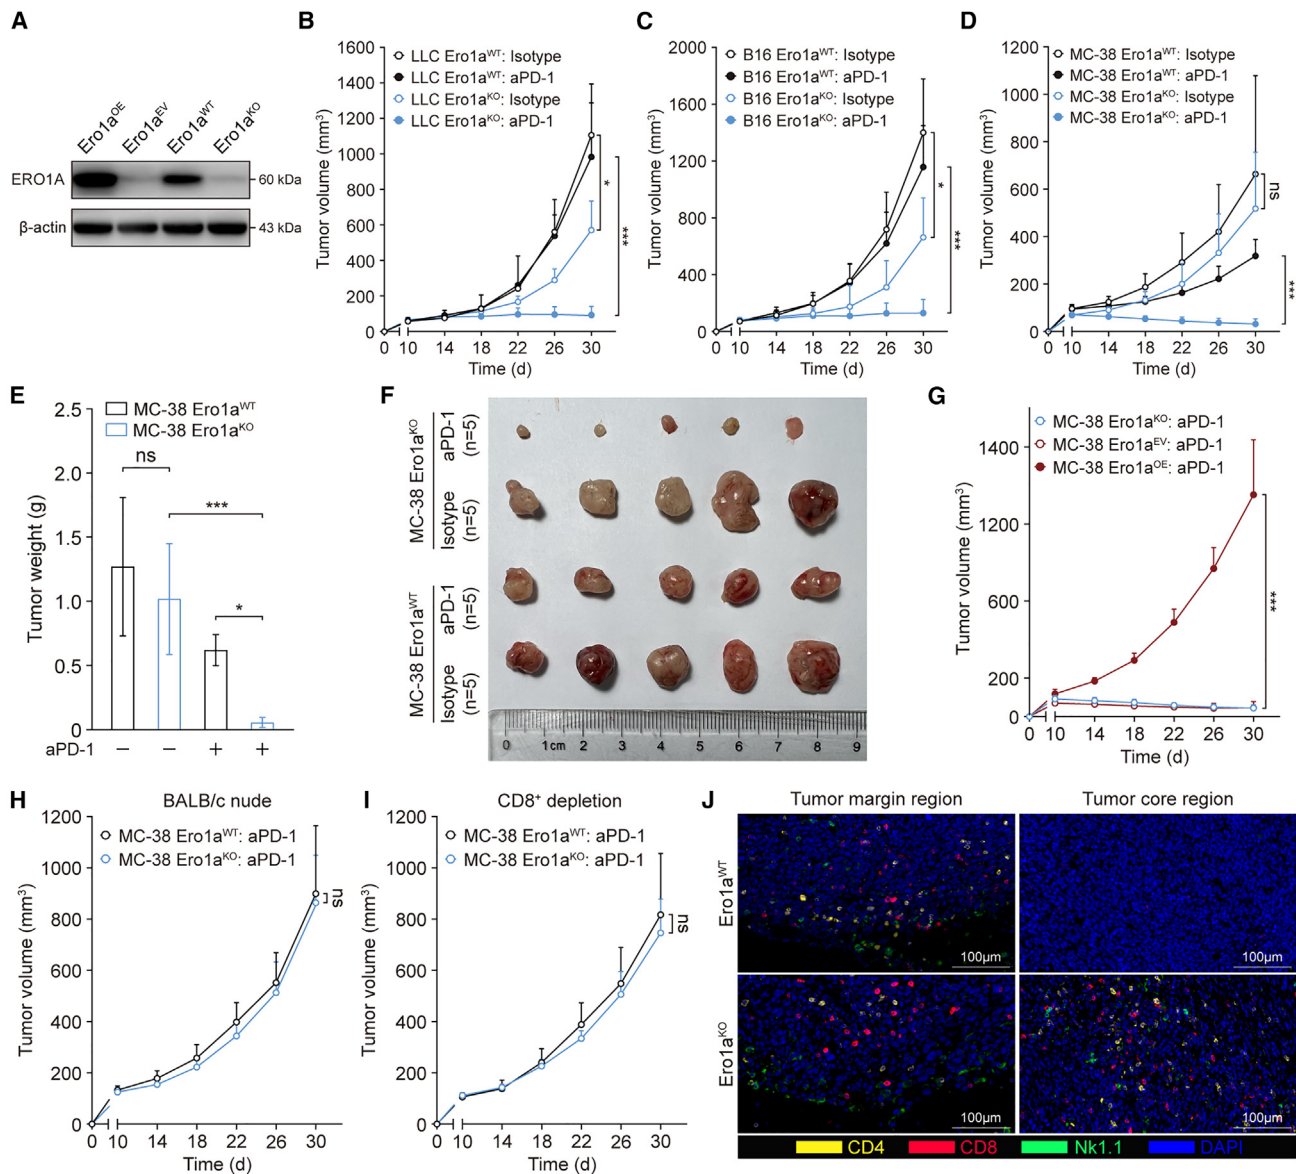 A
Ero1a^OE
Ero1a^EV
Ero1a^WT
Ero1a^KO
ERO1A
60 kDa
β-actin
43 kDa
B
Tumor volume (mm³)
1600
1400
1200
1000
800
600
400
200
0
LLC Ero1a^WT: Isotype
LLC Ero1a^WT: aPD-1
LLC Ero1a^KO: Isotype
LLC Ero1a^KO: aPD-1
*
***
0 10 14 18 22 26 30
Time (d)
C
Tumor volume (mm³)
2000
1600
1200
800
400
0
B16 Ero1a^WT: Isotype
B16 Ero1a^WT: aPD-1
B16 Ero1a^KO: Isotype
B16 Ero1a^KO: aPD-1
*
***
0 10 14 18 22 26 30
Time (d)
D
Tumor volume (mm³)
1200
1000
800
600
400
200
0
MC-38 Ero1a^WT: Isotype
MC-38 Ero1a^WT: aPD-1
MC-38 Ero1a^KO: Isotype
MC-38 Ero1a^KO: aPD-1
ns
***
0 10 14 18 22 26 30
Time (d)
E
Tumor weight (g)
2.5
2.0
1.5
1.0
0.5
0
MC-38 Ero1a^WT
MC-38 Ero1a^KO
ns
***
*
aPD-1 − − + +
F
MC-38 Ero1a^KO
aPD-1
(n=5)
Isotype
(n=5)
MC-38 Ero1a^WT
aPD-1
(n=5)
Isotype
(n=5)
0 1cm 2 3 4 5 6 7 8 9
G
Tumor volume (mm³)
1400
1200
600
200
0
MC-38 Ero1a^KO: aPD-1
MC-38 Ero1a^EV: aPD-1
MC-38 Ero1a^OE: aPD-1
***
0 10 14 18 22 26 30
Time (d)
H
BALB/c nude
Tumor volume (mm³)
1200
1000
800
600
400
200
0
MC-38 Ero1a^WT: aPD-1
MC-38 Ero1a^KO: aPD-1
ns
0 10 14 18 22 26 30
Time (d)
I
CD8⁺ depletion
Tumor volume (mm³)
1200
1000
800
600
400
200
0
MC-38 Ero1a^WT: aPD-1
MC-38 Ero1a^KO: aPD-1
ns
0 10 14 18 22 26 30
Time (d)
J
Tumor margin region
Tumor core region
Ero1a^WT
100μm
100μm
Ero1a^KO
100μm
100μm
CD4 CD8 Nk1.1 DAPI